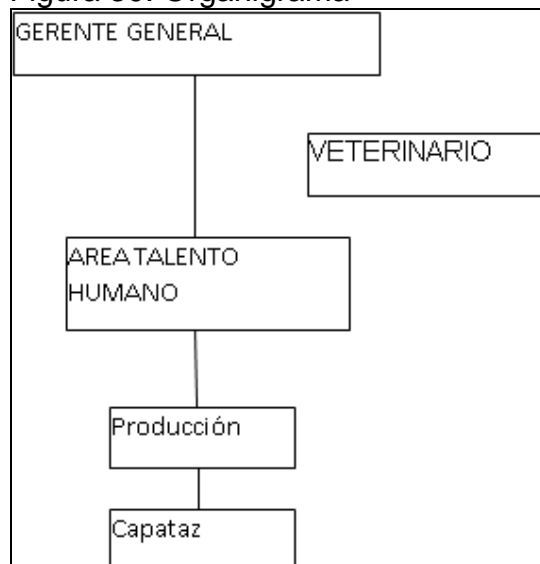 GERENTE GENERAL
VETERINARIO
AREA TALENTO
HUMANO
Producción
Capataz